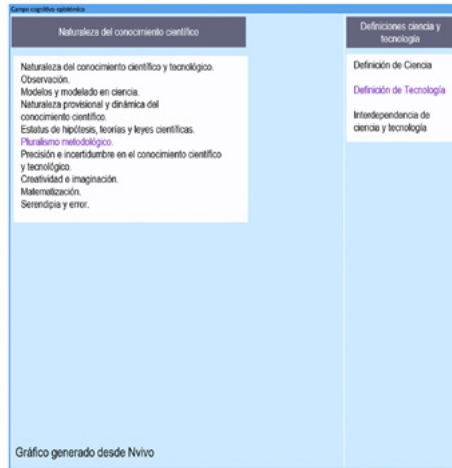 Campo cognitivo epistémico
Naturaleza del conocimiento científico
Naturaleza del conocimiento científico y tecnológico.
Observación.
Modelos y modelado en ciencia.
Naturaleza provisional y dinámica del
conocimiento científico.
Estatus de hipótesis, teorías y leyes científicas.
Pluralismo metodológico.
Precisión e incertidumbre en el conocimiento científico
y tecnológico.
Creatividad e imaginación.
Matematización.
Serendipia y error.
Definiciones ciencia y
tecnología
Definición de Ciencia
Definición de Tecnología
Interdependencia de
ciencia y tecnología
Gráfico generado desde Nvivo